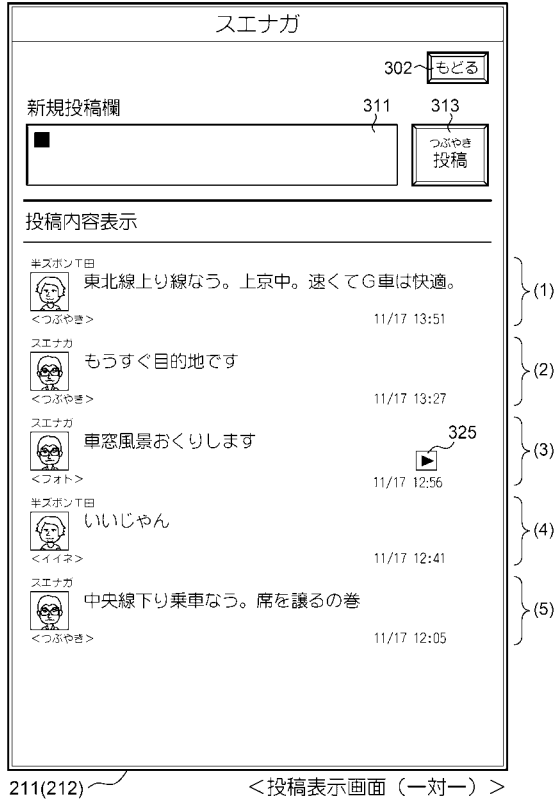 スエナガ
302 もどる
新規投稿欄 311 313
■
つぶやき
投稿
投稿内容表示
半ズボンT田
東北線上り線なう。上京中。速くてG車は快適。
<つぶやき> 11/17 13:51
(1)
スエナガ
もうすぐ目的地です
<つぶやき> 11/17 13:27
(2)
スエナガ
車窓風景おくりします 325
<フォト> 11/17 12:56
(3)
半ズボンT田
いいじゃん
<イイネ> 11/17 12:41
(4)
スエナガ
中央線下り乗車なう。席を譲るの巻
<つぶやき> 11/17 12:05
(5)
211(212) <投稿表示画面(一対一)>